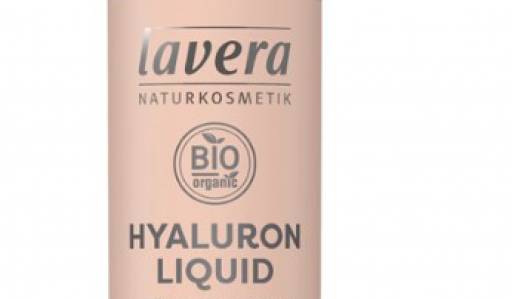 lavera
NATURKOSMETIK
BIO
organic
HYALURON
LIQUID